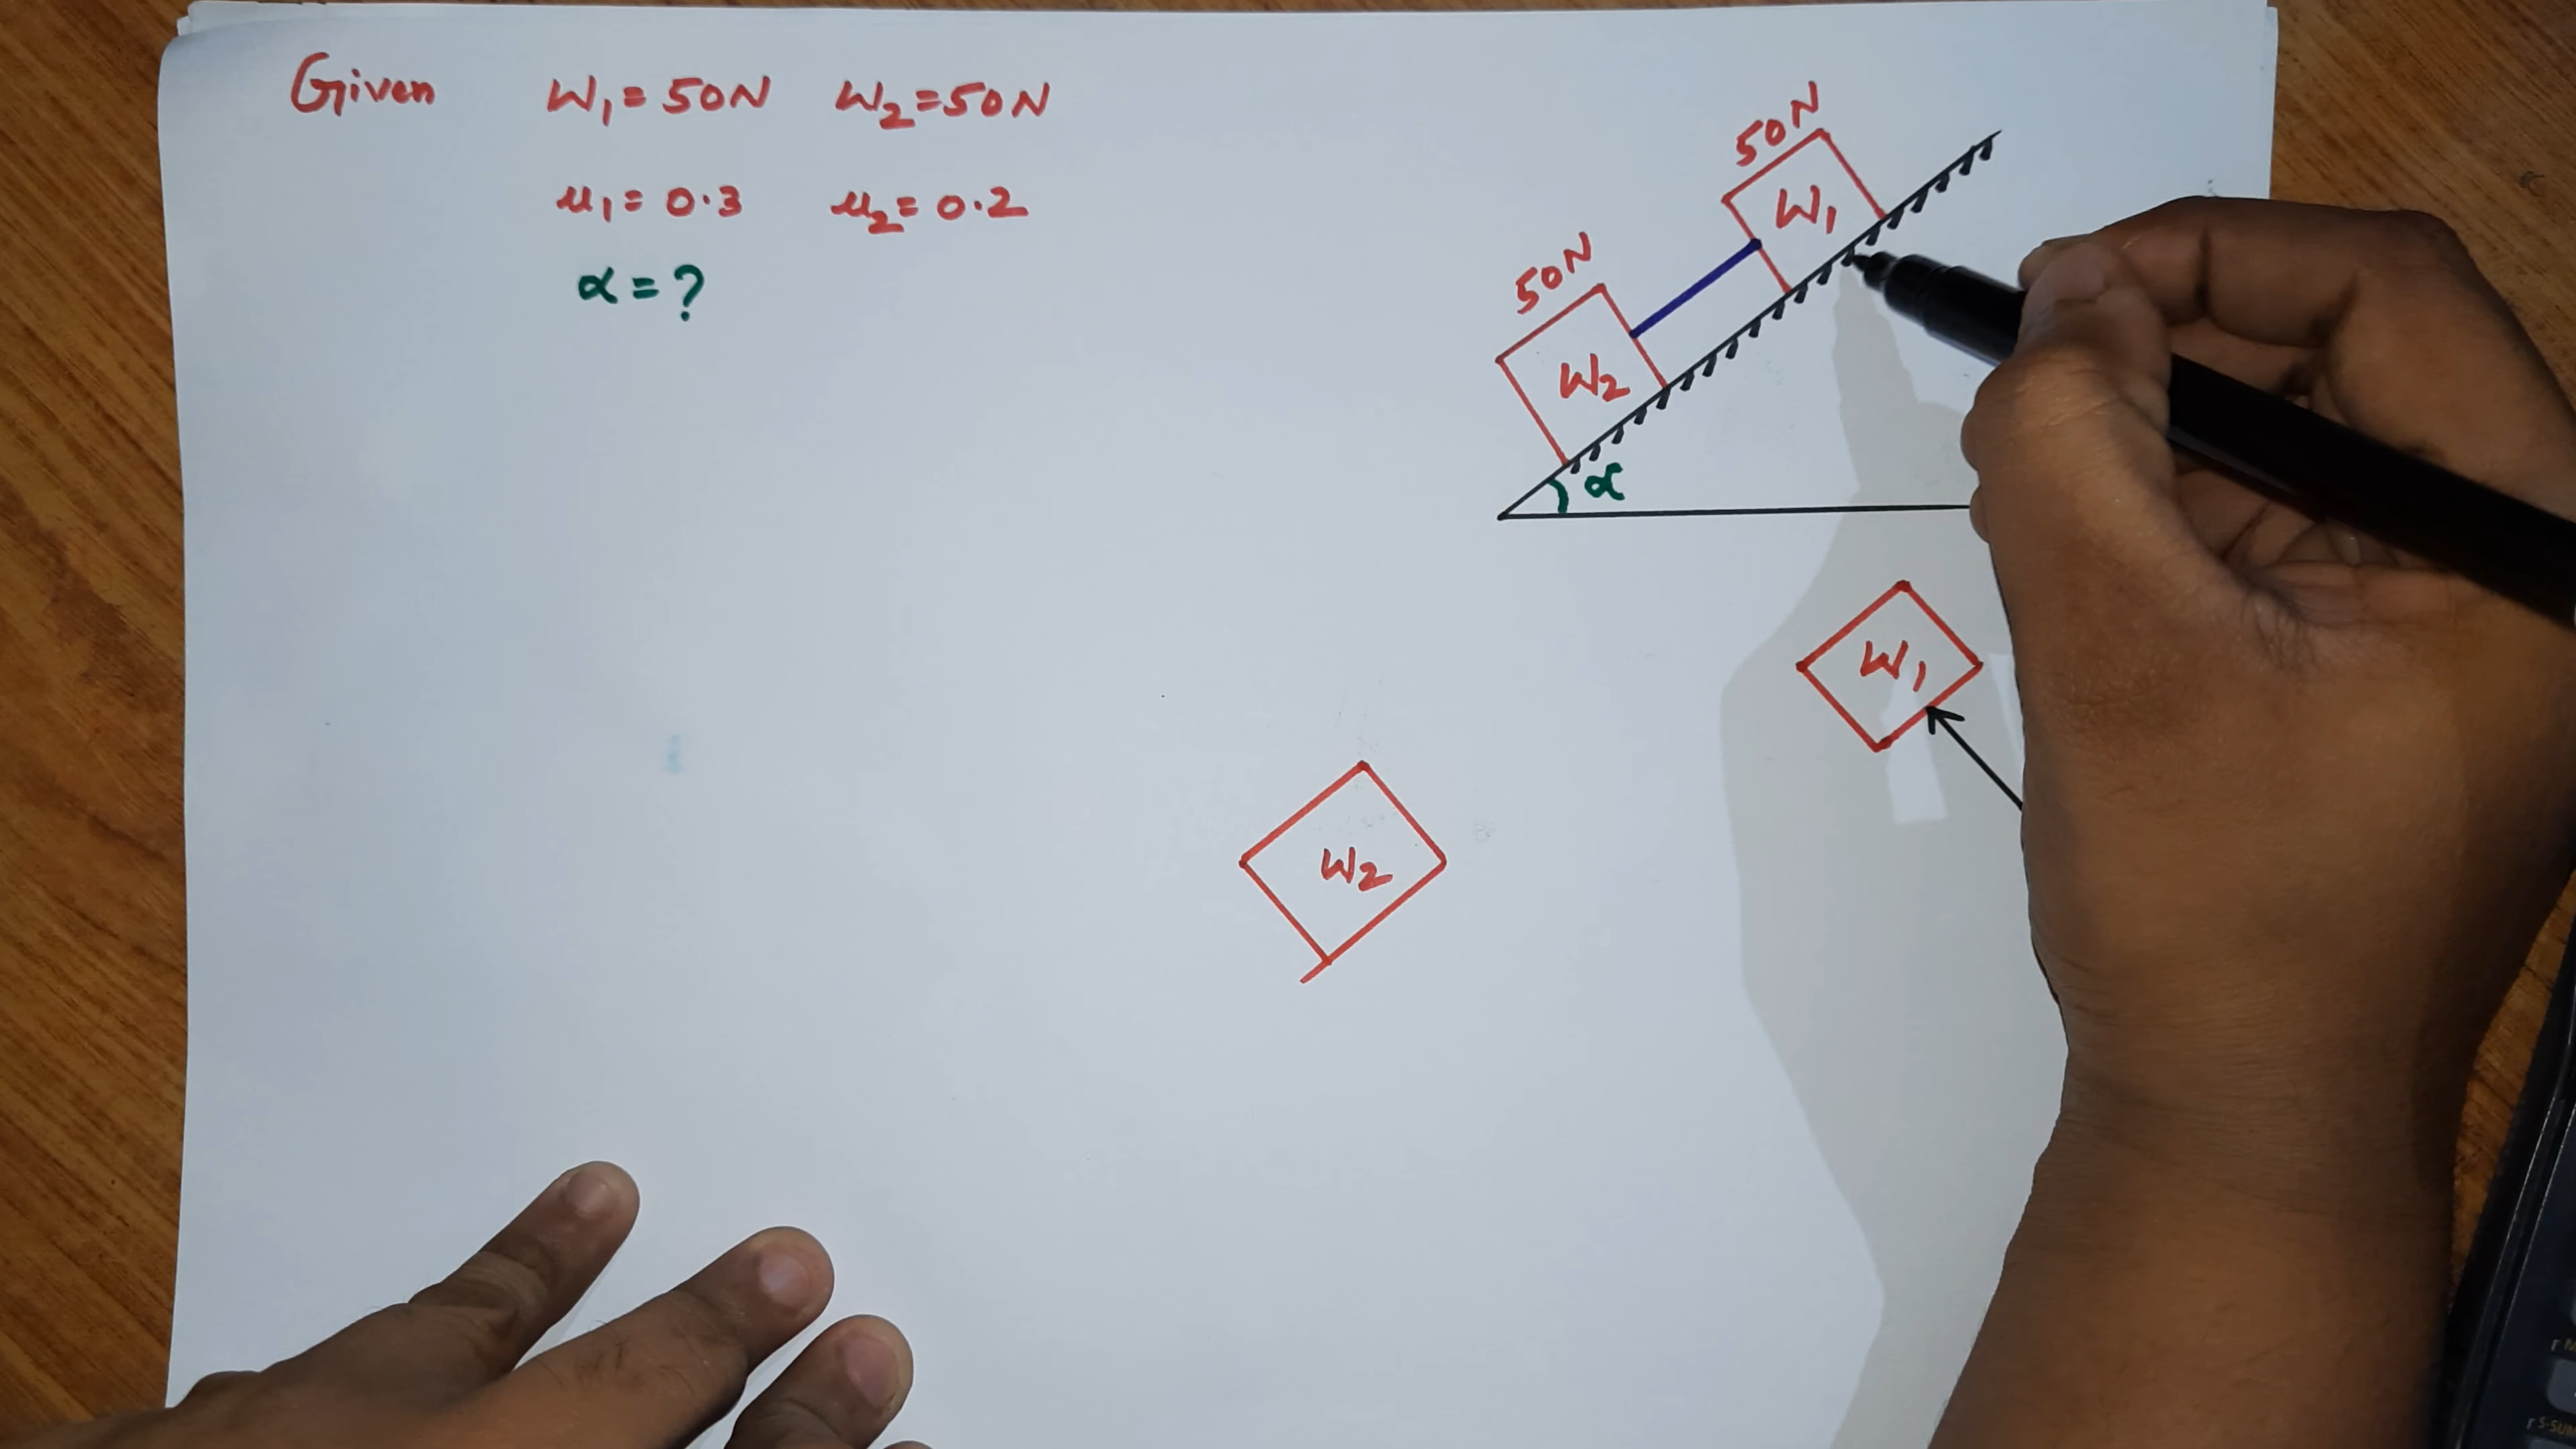 Given W₁ = 50N W₂ = 50N
μ₁ = 0.3 μ₂ = 0.2
α = ?
50N
W₁
50N
W₂
α
W₁
W₂